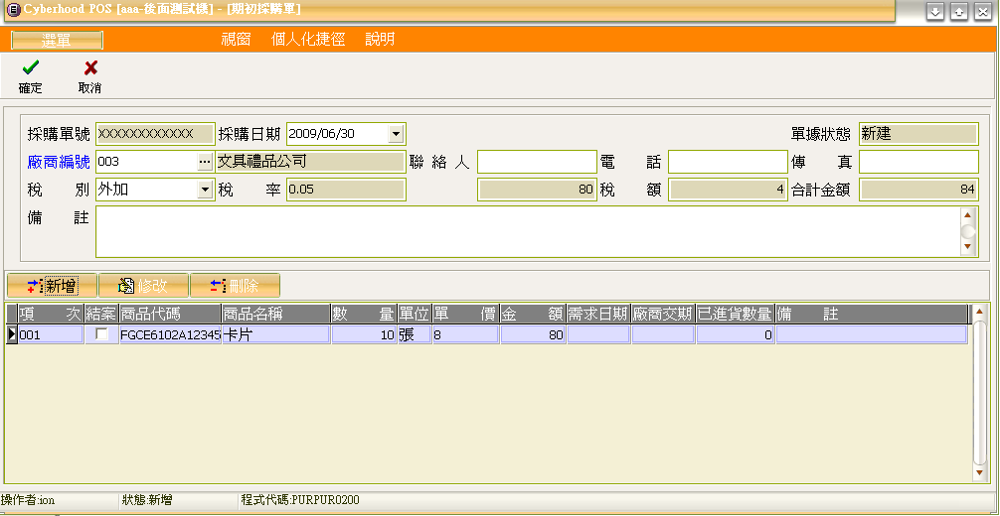 Cyberhood POS [aaa-後面測試機] - [期初採購單]
選單 視窗 個人化捷徑 說明
確定 取消
採購單號 XXXXXXXXXXXX 採購日期 2009/06/30 單據狀態 新建
廠商編號 003 ... 文具禮品公司 聯絡人 電話 傳真
稅別 外加 稅率 0.05 80 稅額 4 合計金額 84
備註
新增 修改 刪除
項次 結案 商品代碼 商品名稱 數量 單位 單價 金額 需求日期 廠商交期 已進貨數量 備註
001 FGCE6102A12345 卡片 10 張 8 80 0
操作者:ion 狀態:新增 程式代碼:PURPUR0200